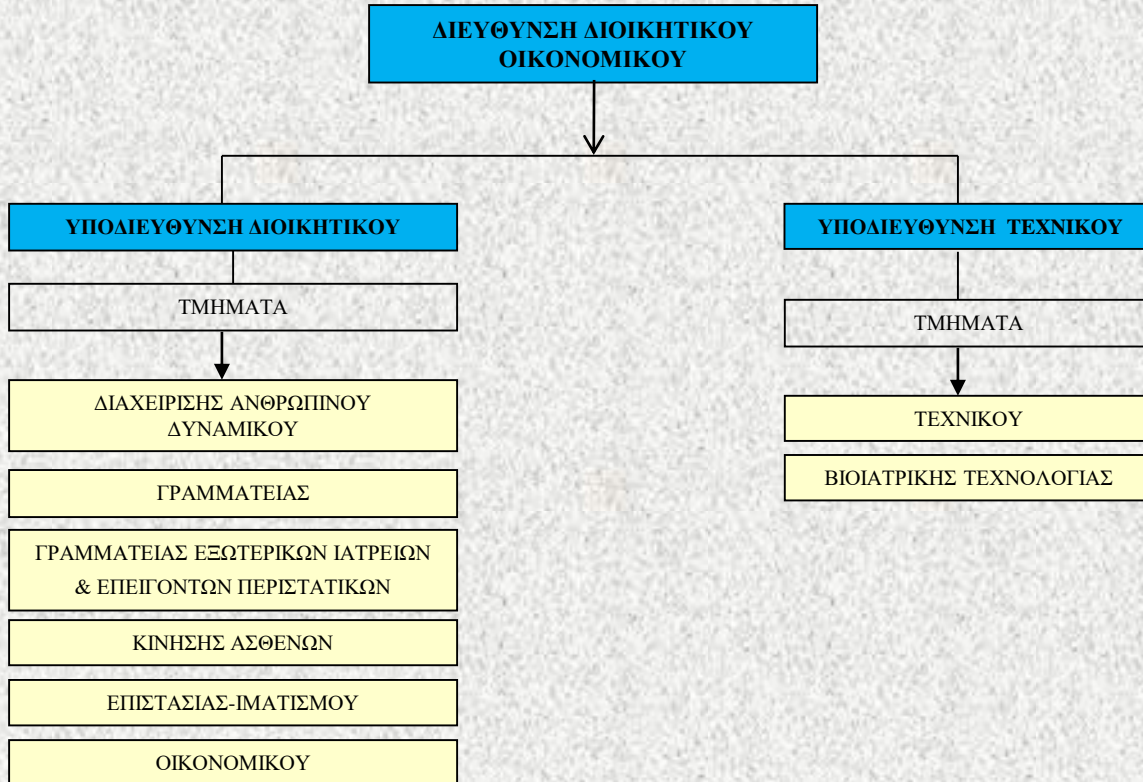 ΔΙΕΥΘΥΝΣΗ ΔΙΟΙΚΗΤΙΚΟΥ
ΟΙΚΟΝΟΜΙΚΟΥ
ΥΠΟΔΙΕΥΘΥΝΣΗ ΔΙΟΙΚΗΤΙΚΟΥ
ΤΜΗΜΑΤΑ
ΔΙΑΧΕΙΡΙΣΗΣ ΑΝΘΡΩΠΙΝΟΥ
ΔΥΝΑΜΙΚΟΥ
ΓΡΑΜΜΑΤΕΙΑΣ
ΓΡΑΜΜΑΤΕΙΑΣ ΕΞΩΤΕΡΙΚΩΝ ΙΑΤΡΕΙΩΝ
& ΕΠΕΙΓΟΝΤΩΝ ΠΕΡΙΣΤΑΤΙΚΩΝ
ΚΙΝΗΣΗΣ ΑΣΘΕΝΩΝ
ΕΠΙΣΤΑΣΙΑΣ-ΙΜΑΤΙΣΜΟΥ
ΟΙΚΟΝΟΜΙΚΟΥ
ΥΠΟΔΙΕΥΘΥΝΣΗ ΤΕΧΝΙΚΟΥ
ΤΜΗΜΑΤΑ
ΤΕΧΝΙΚΟΥ
ΒΙΟΙΑΤΡΙΚΗΣ ΤΕΧΝΟΛΟΓΙΑΣ